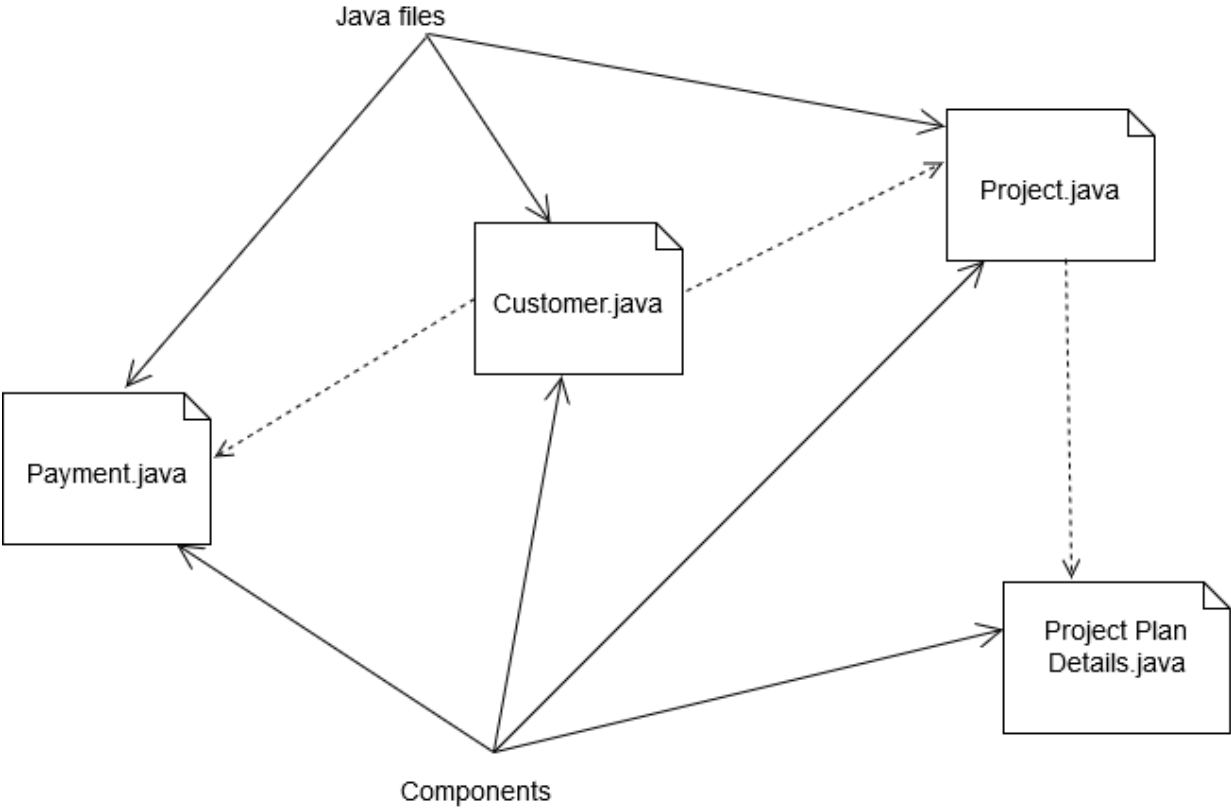 Java files
Project.java
Customer.java
Payment.java
Project Plan
Details.java
Components